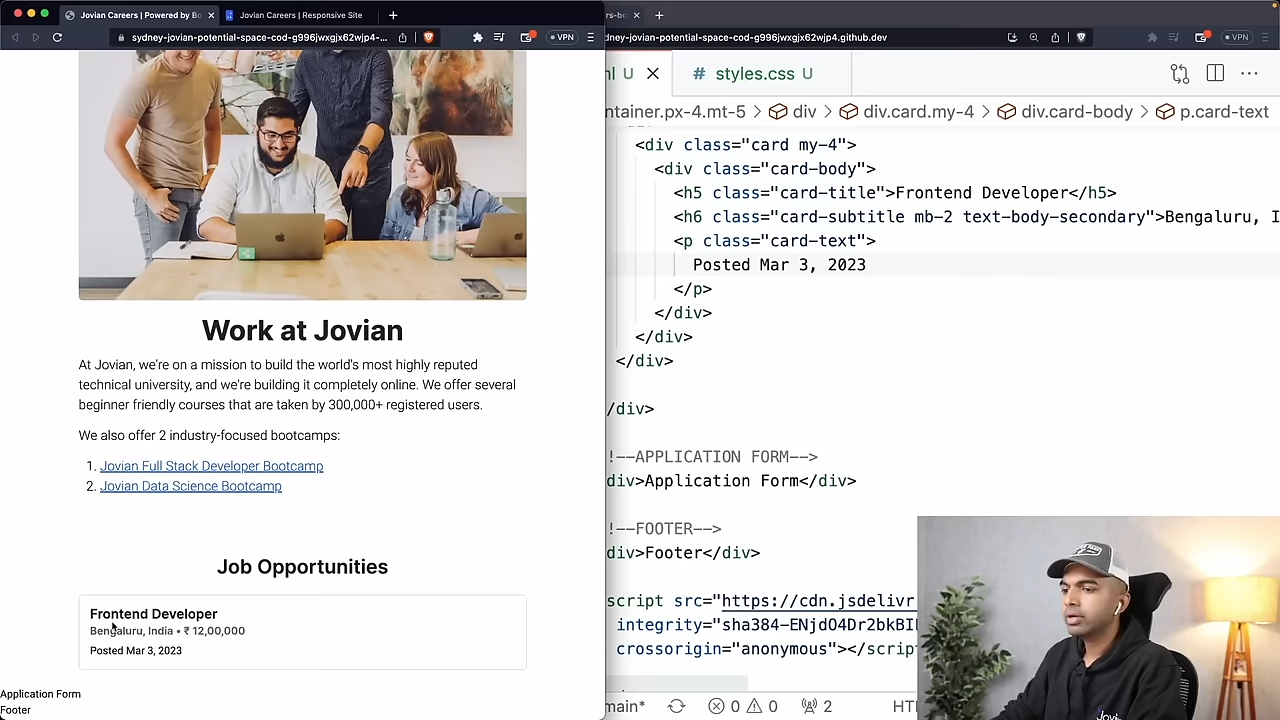 Jovian Careers | Powered by Bo
Jovian Careers | Responsive Site
sydney-jovian-potential-space-cod-g996jwxgjx62wjp4-...
VPN
Work at Jovian
At Jovian, we're on a mission to build the world's most highly reputed
technical university, and we're building it completely online. We offer several
beginner friendly courses that are taken by 300,000+ registered users.
We also offer 2 industry-focused bootcamps:
1. Jovian Full Stack Developer Bootcamp
2. Jovian Data Science Bootcamp
Job Opportunities
Frontend Developer
Bengaluru, India • ₹ 12,00,000
Posted Mar 3, 2023
Application Form
Footer
rs-bo
ney-jovian-potential-space-cod-g996jwxgjx62wjp4.github.dev
VPN
nl U
# styles.css U
ntainer.px-4.mt-5 > div > div.card.my-4 > div.card-body > p.card-text
<div class="card my-4">
<div class="card-body">
<h5 class="card-title">Frontend Developer</h5>
<h6 class="card-subtitle mb-2 text-body-secondary">Bengaluru, I
<p class="card-text">
Posted Mar 3, 2023
</p>
</div>
</div>
</div>
/div>
!--APPLICATION FORM-->
div>Application Form</div>
!--FOOTER-->
div>Footer</div>
script src="https://cdn.jsdelivr
integrity="sha384-ENjdO4Dr2bkBI
crossorigin="anonymous"></script
main*
0
0
2
HT
Jovi